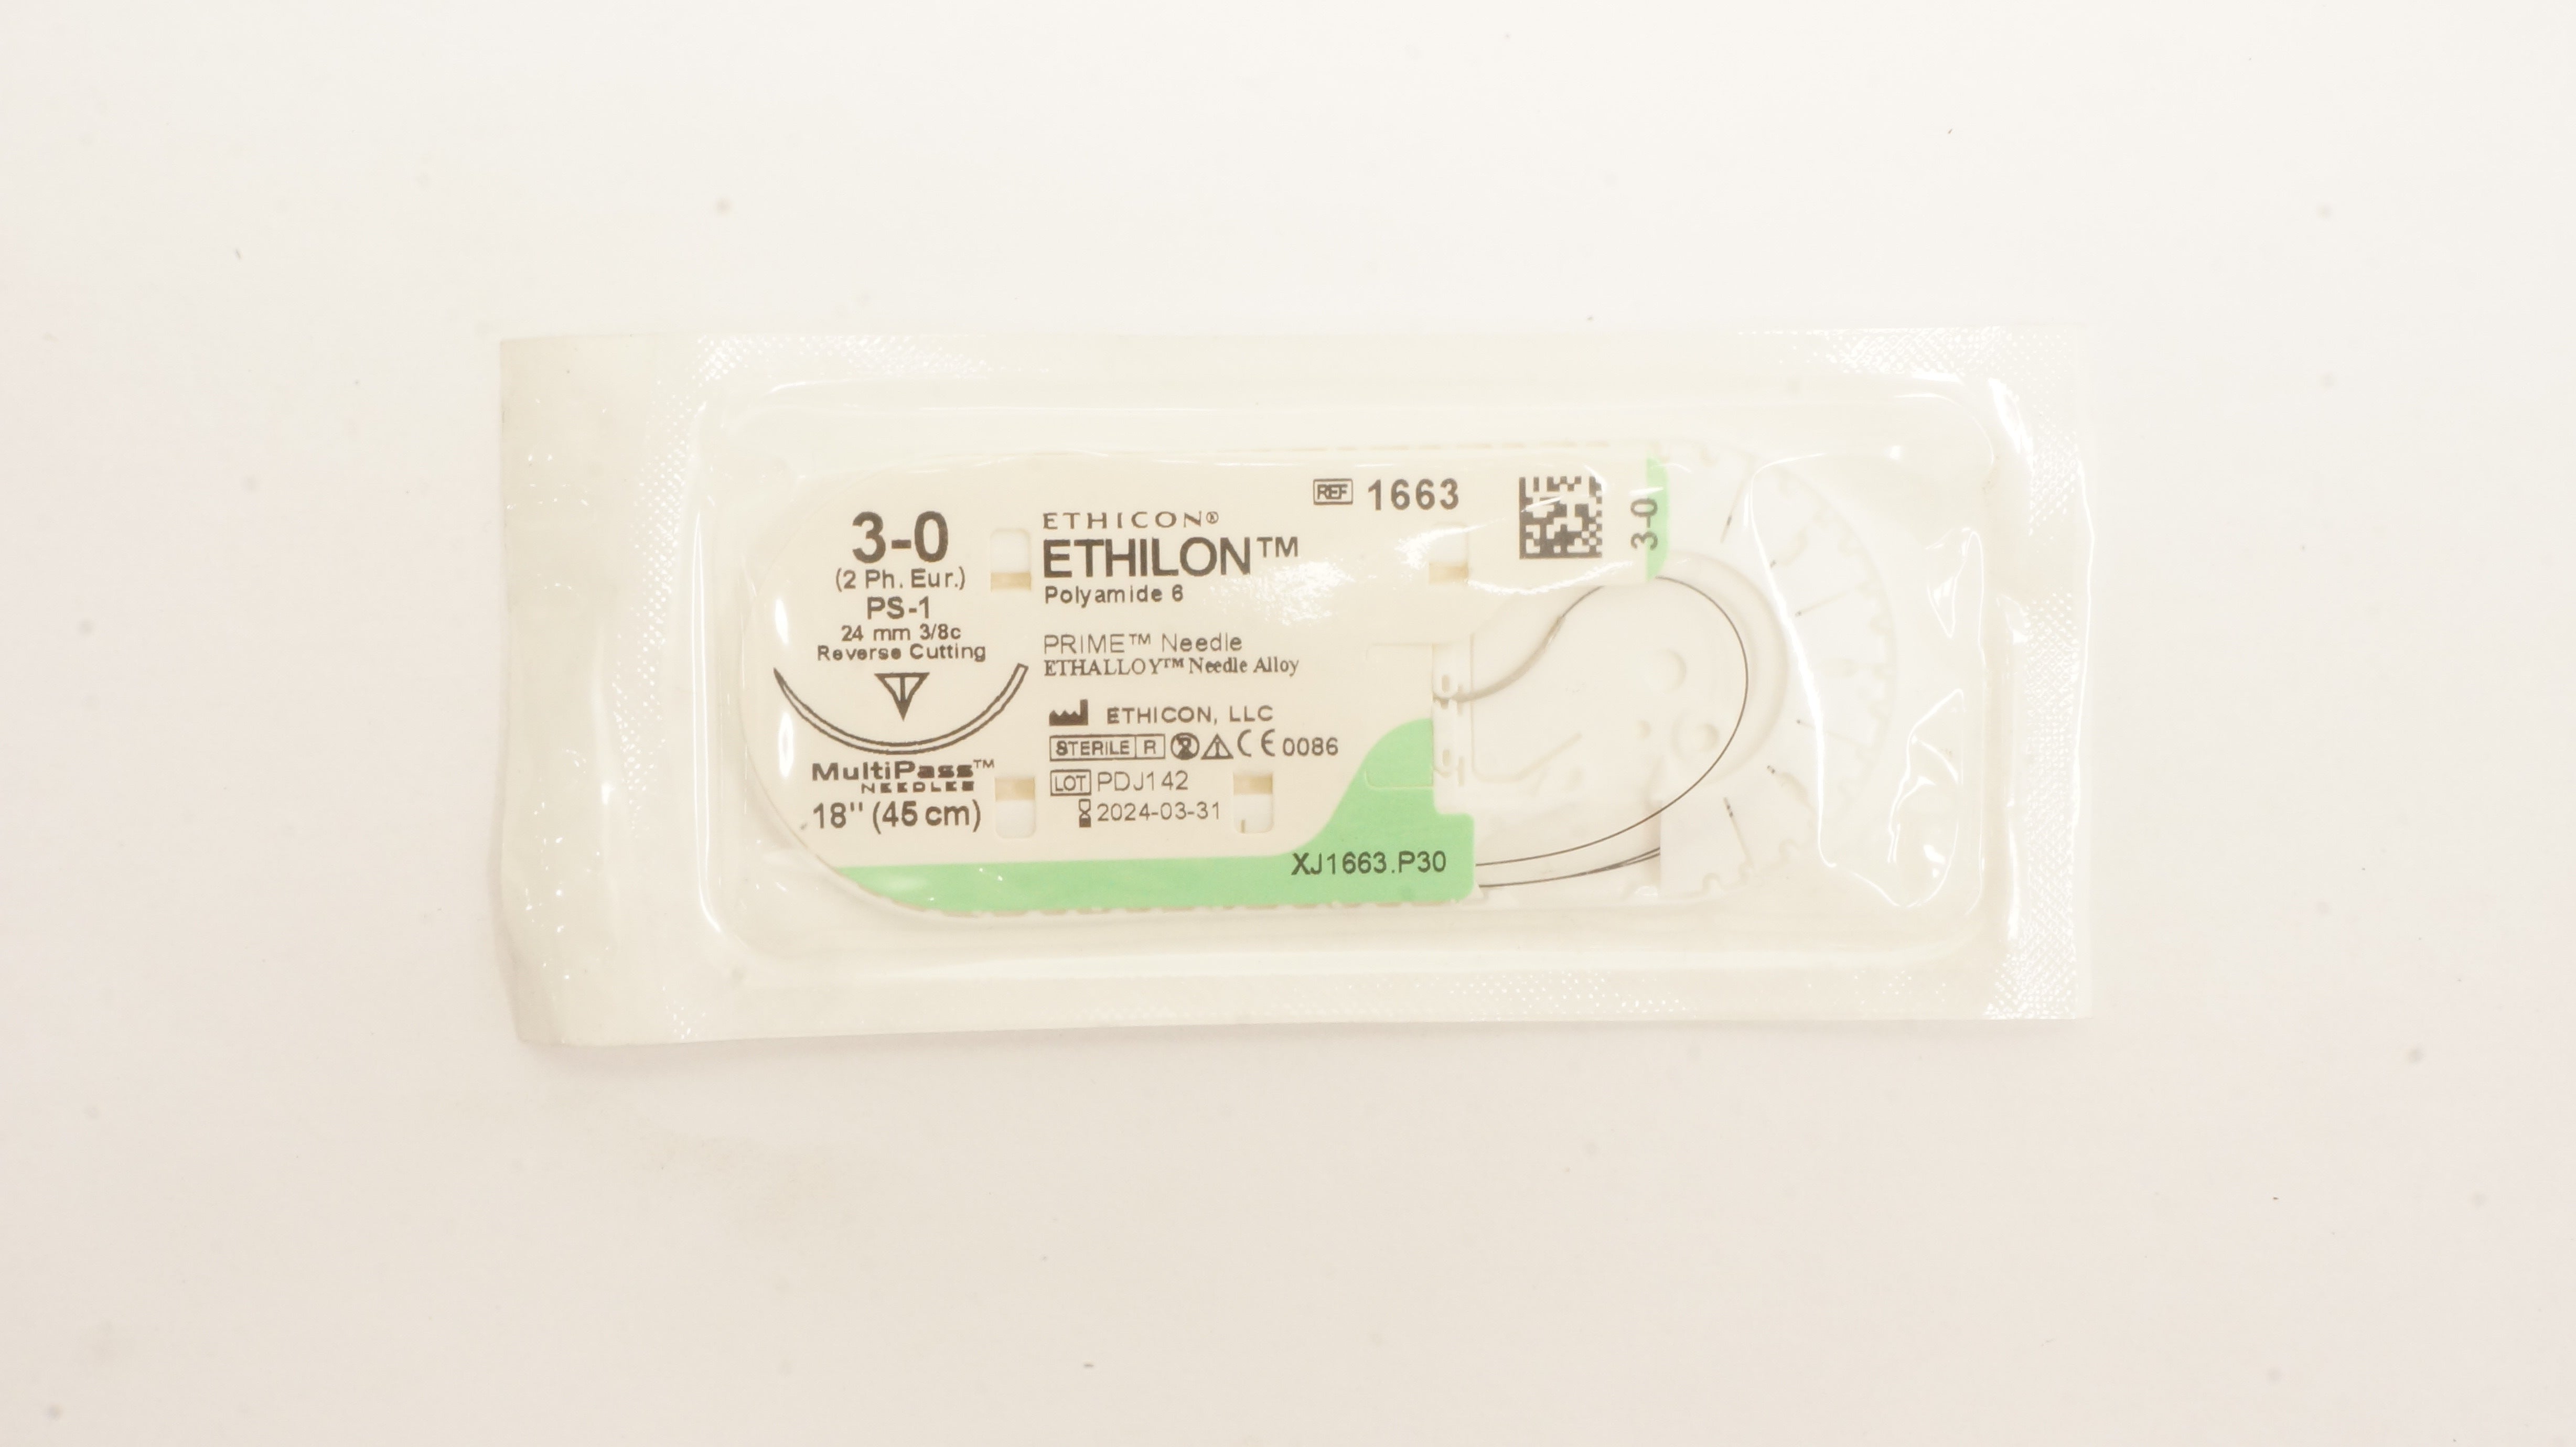 3-0
(2 Ph. Eur.)
PS-1
24 mm 3/8c
Reverse Cutting
MultiPass™
NEEDLES
18" (45 cm)
REF 1663
ETHICON®
ETHILON™
Polyamide 6
PRIME™ Needle
ETHALLOY™ Needle Alloy
ETHICON, LLC
STERILE R 2 CE 0086
LOT PDJ142
2024-03-31
XJ1663.P30
3-0